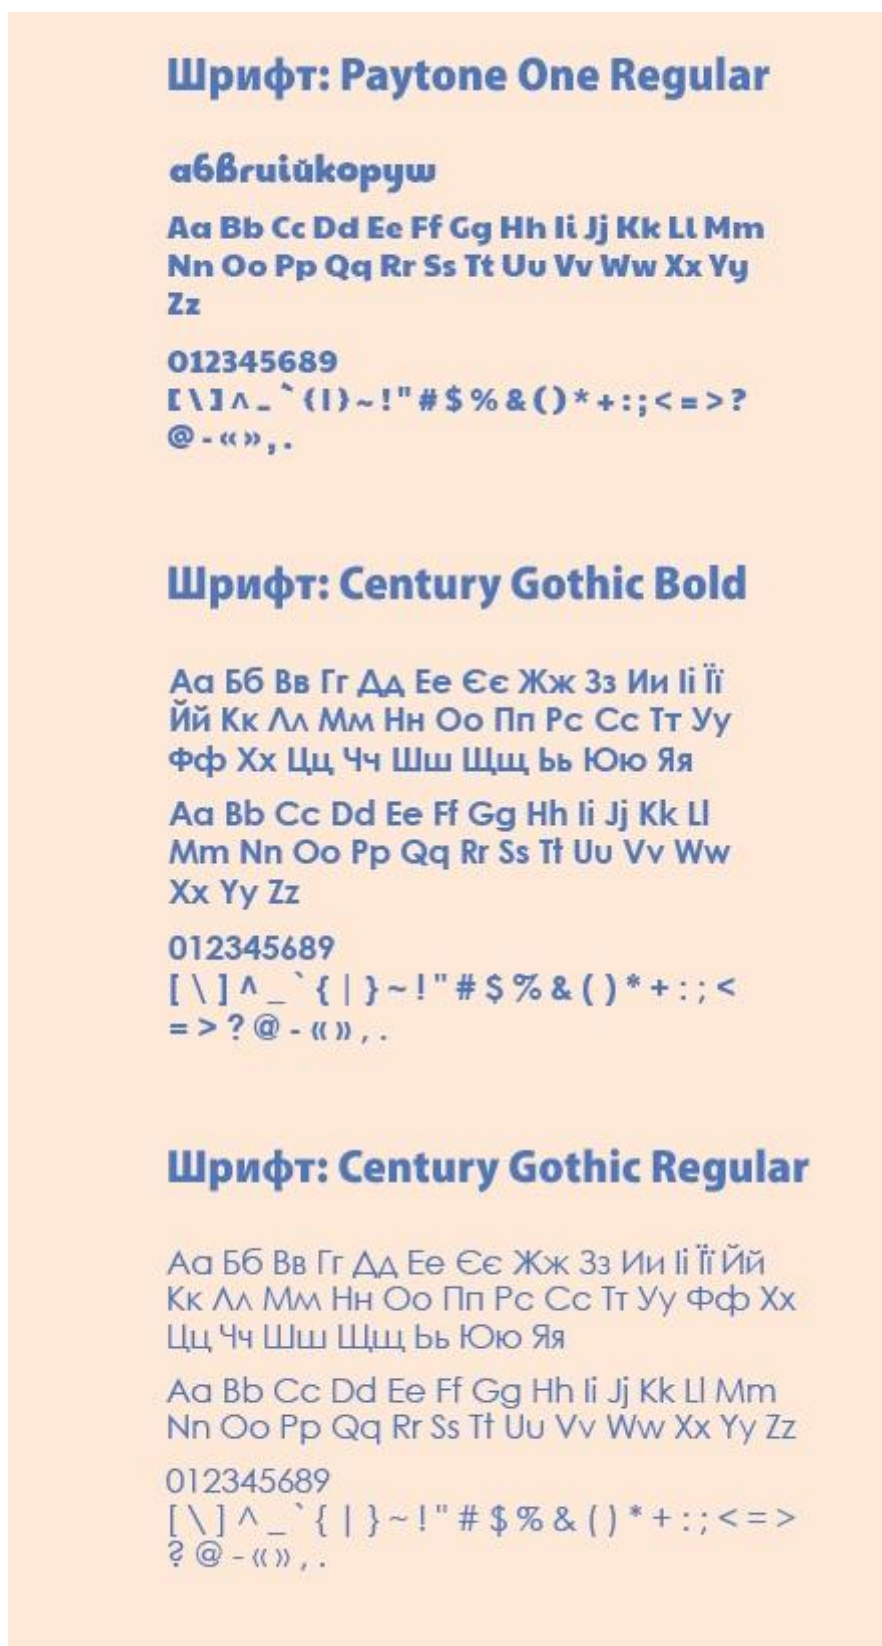 Шрифт: Paytone One Regular
абвгиійкоруш
Aa Bb Cc Dd Ee Ff Gg Hh Ii Jj Kk Ll Mm
Nn Oo Pp Qq Rr Ss Tt Uu Vv Ww Xx Yy
Zz
012345689
[ \ ] ^ _ ` { | } ~ ! " # $ % & ( ) * + : ; < = > ?
@ - « » , .
Шрифт: Century Gothic Bold
Аа Бб Вв Гг Дд Ее Єє Жж Зз Ии Іі Її
Йй Кк Лл Мм Нн Оо Пп Рс Сс Тт Уу
Фф Хх Цц Чч Шш Щщ Ьь Юю Яя
Aa Bb Cc Dd Ee Ff Gg Hh Ii Jj Kk Ll
Mm Nn Oo Pp Qq Rr Ss Tt Uu Vv Ww
Xx Yy Zz
012345689
[ \ ] ^ _ ` { | } ~ ! " # $ % & ( ) * + : ; <
= > ? @ - « » , .
Шрифт: Century Gothic Regular
Аа Бб Вв Гг Дд Ее Єє Жж Зз Ии Іі Її Йй
Кк Лл Мм Нн Оо Пп Рс Сс Тт Уу Фф Хх
Цц Чч Шш Щщ Ьь Юю Яя
Aa Bb Cc Dd Ee Ff Gg Hh Ii Jj Kk Ll Mm
Nn Oo Pp Qq Rr Ss Tt Uu Vv Ww Xx Yy Zz
012345689
[ \ ] ^ _ ` { | } ~ ! " # $ % & ( ) * + : ; < = >
? @ - « » , .